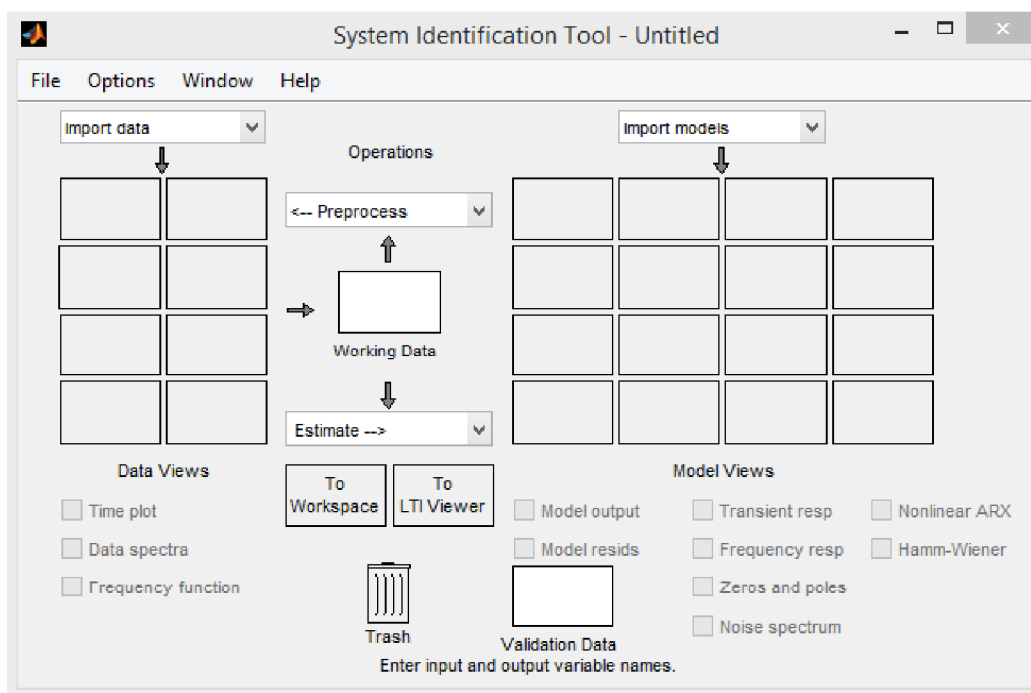 System Identification Tool - Untitled
File Options Window Help
Import data
Operations
Import models
<-- Preprocess
Working Data
Estimate -->
Data Views
To Workspace
To LTI Viewer
Model Views
Time plot
Data spectra
Frequency function
Model output
Model resids
Transient resp
Frequency resp
Zeros and poles
Noise spectrum
Nonlinear ARX
Hamm-Wiener
Trash
Validation Data
Enter input and output variable names.